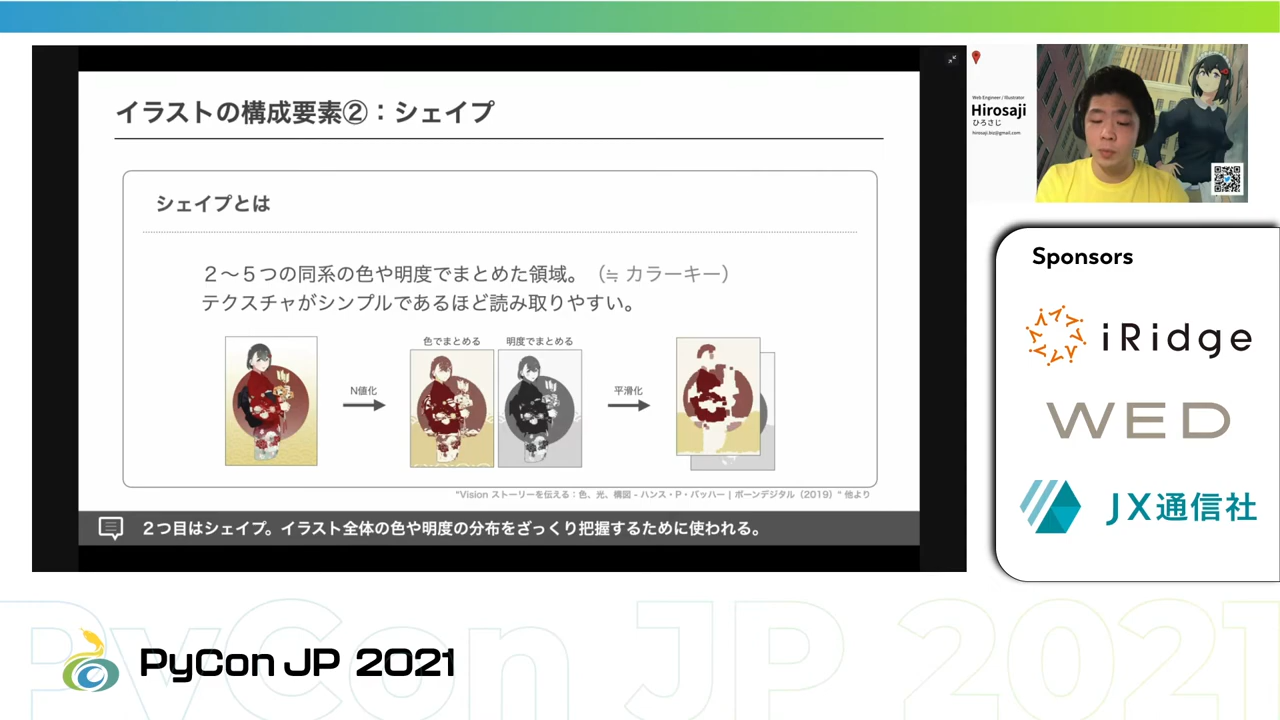 イラストの構成要素②：シェイプ
シェイプとは
２〜５つの同系の色や明度でまとめた領域。（≒ カラーキー）
テクスチャがシンプルであるほど読み取りやすい。
色でまとめる
明度でまとめる
N値化
平滑化
"Vision ストーリーを伝える：色、光、構図 - ハンス・P・バッハー | ボーンデジタル（2019）" 他より
２つ目はシェイプ。イラスト全体の色や明度の分布をざっくり把握するために使われる。
Web Engineer / Illustrator
Hirosaji
ひろさじ
hirosaji.biz@gmail.com
Sponsors
iRidge
WED
JX通信社
PyCon JP 2021
PyCon JP 2021